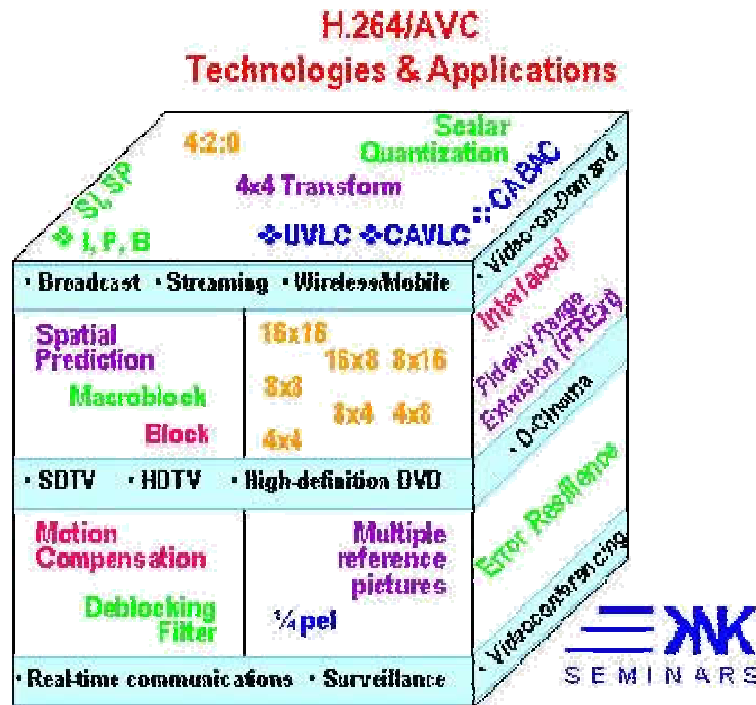 H.264/AVC
Technologies & Applications
4:2:0
Scalar
Quantization
4x4 Transform
SI, SP
❖ I, P, B
❖UVLC ❖CAVLC
CABAC
• Broadcast • Streaming • Wireless/Mobile
• Video-on-Demand
Spatial
Prediction
Macroblock
Block
16x16
16x8 8x16
8x8
8x4 4x8
4x4
Interlaced
Fidelity Range
Extension (FRExt)
• SDTV • HDTV • High-definition DVD
• D-Cinema
Motion
Compensation
Deblocking
Filter
Multiple
reference
pictures
¼ pel
Error Resilience
• Real-time communications • Surveillance
• Videoconferencing
SEMINARS